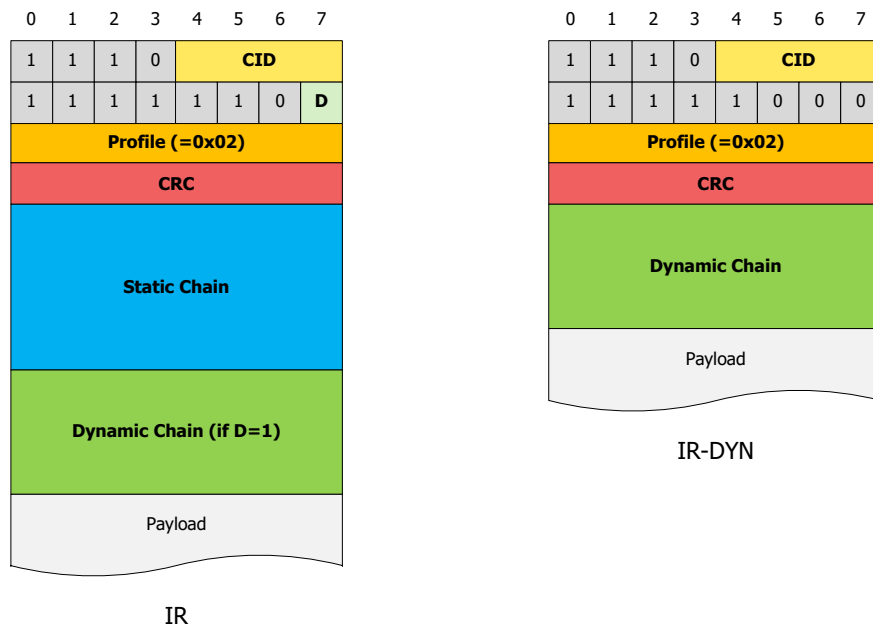 0 1 2 3 4 5 6 7
1 1 1 0 CID
1 1 1 1 1 1 0 D
Profile (=0x02)
CRC
Static Chain
Dynamic Chain (if D=1)
Payload
IR
0 1 2 3 4 5 6 7
1 1 1 0 CID
1 1 1 1 1 0 0 0
Profile (=0x02)
CRC
Dynamic Chain
Payload
IR-DYN